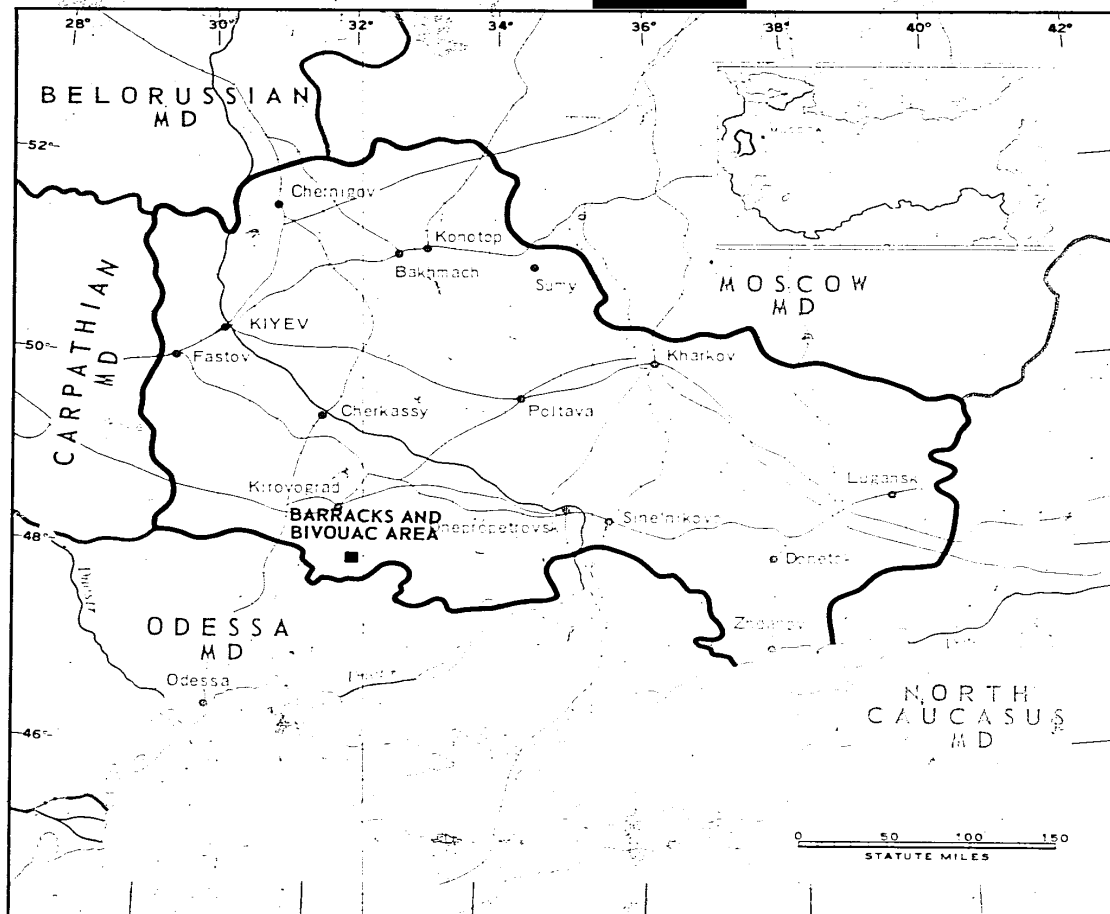 28°
30°
32°
34°
36°
38°
40°
42°
BELORUSSIAN
MD
52°
Chernigov
Konotop
Bakhmach
Sumy
MOSCOW
MD
CARPATHIAN
MD
KIYEV
50°
Fastov
Kharkov
Cherkassy
Poltava
Kirovograd
Lugansk
BARRACKS AND
BIVOUAC AREA
Dnepropetrovsk
Sinel'nikovo
48°
Donetsk
ODESSA
MD
Zhdanov
Odessa
NORTH
CAUCASUS
MD
46°
0 50 100 150
STATUTE MILES